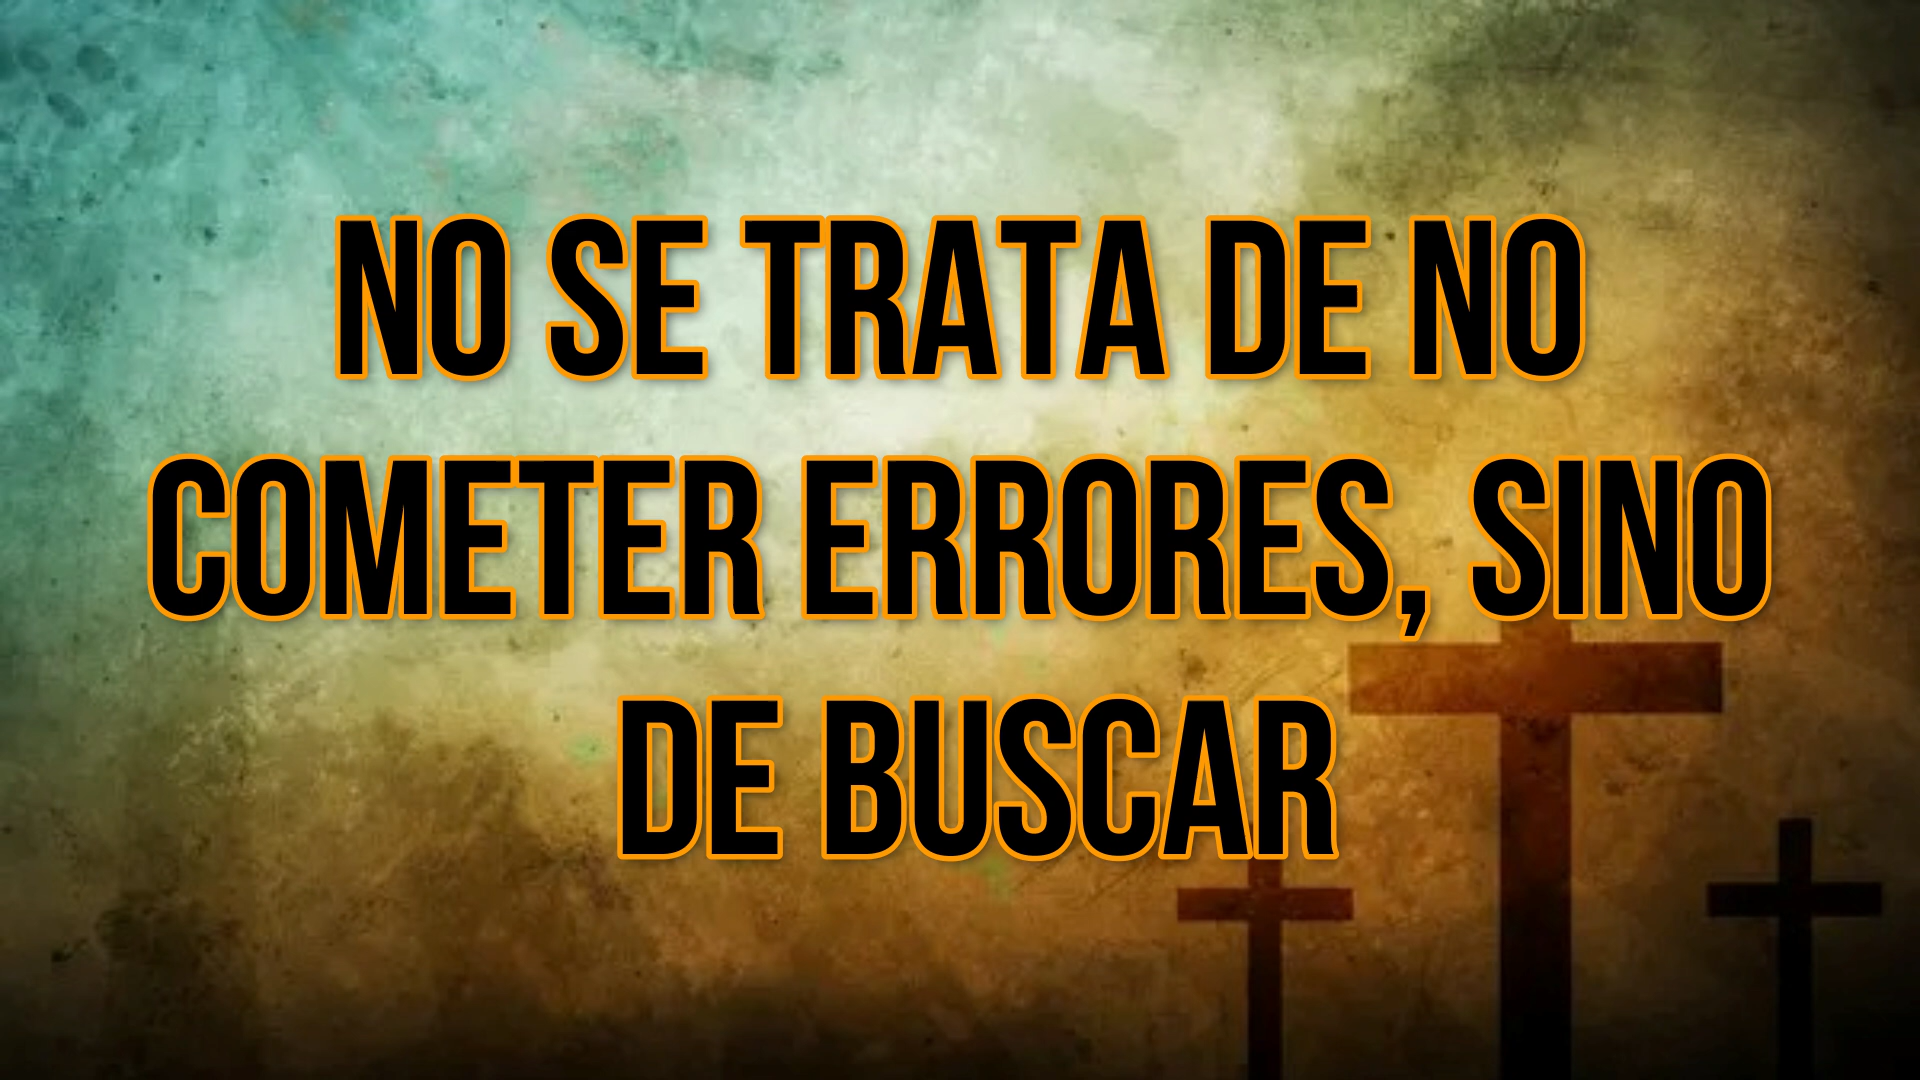 NO SE TRATA DE NO
COMETER ERRORES, SINO
DE BUSCAR